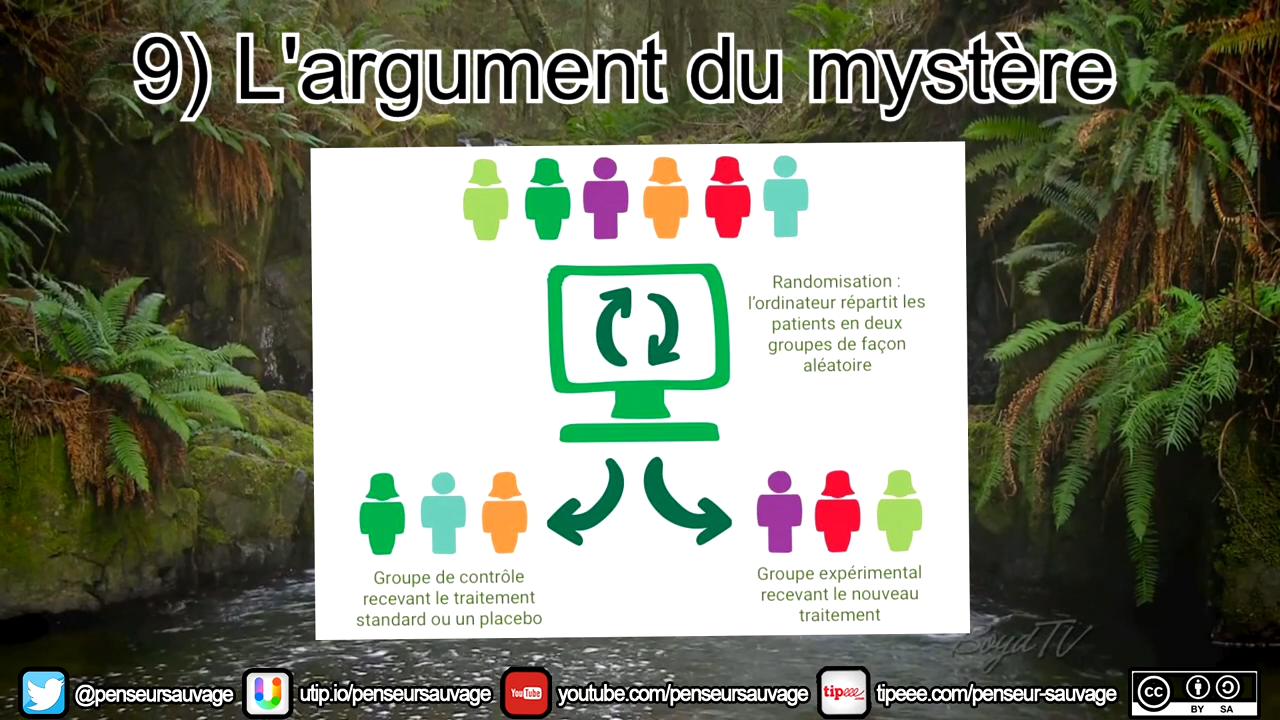 9) L'argument du mystère
Randomisation :
l'ordinateur répartit les
patients en deux
groupes de façon
aléatoire
Groupe de contrôle
recevant le traitement
standard ou un placebo
Groupe expérimental
recevant le nouveau
traitement
BoydTV
@penseursauvage
utip.io/penseursauvage
YouTube
youtube.com/penseursauvage
tipeee.com
tipeee.com/penseur-sauvage
cc
BY SA